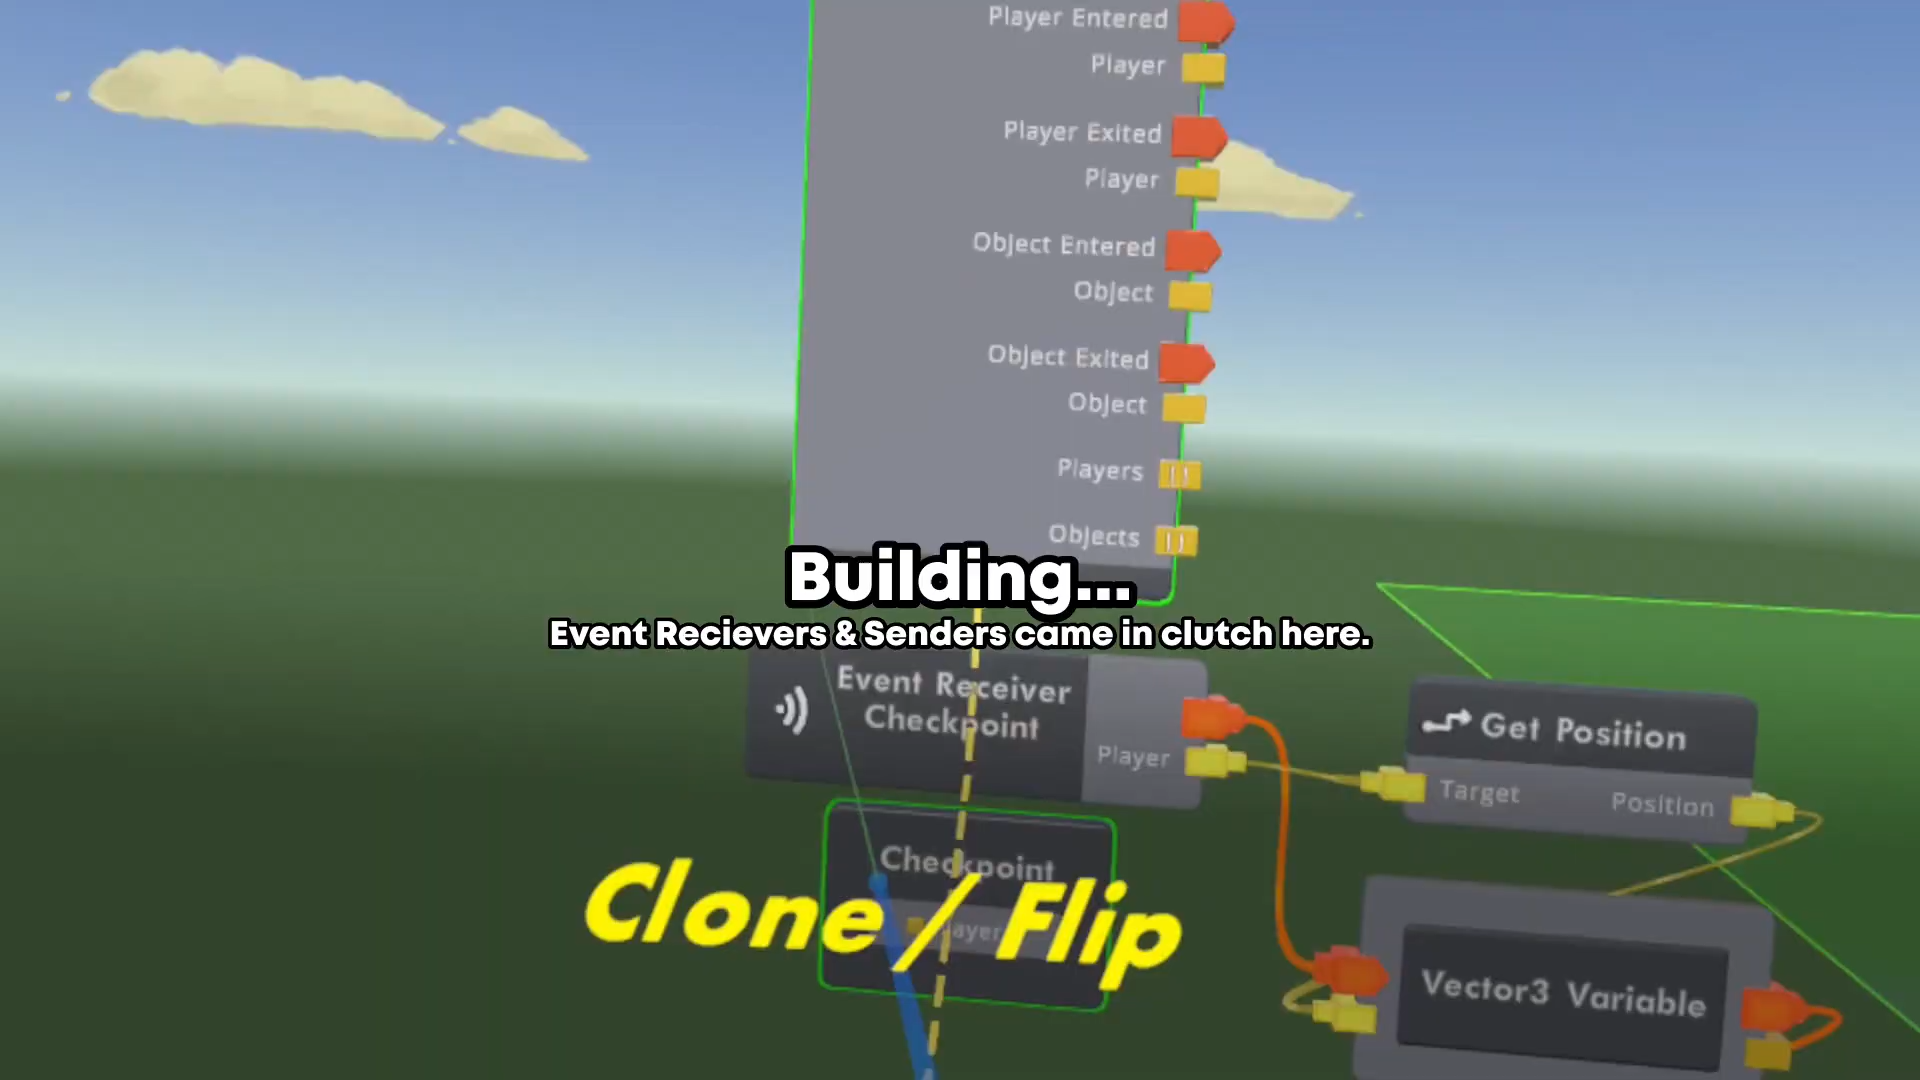 Player Entered
Player
Player Exited
Player
Object Entered
Object
Object Exited
Object
Players
Objects
Building...
Event Recievers & Senders came in clutch here.
Event Receiver
Checkpoint
Player
Get Position
Target
Position
Checkpoint
Player
Clone / Flip
Vector3 Variable